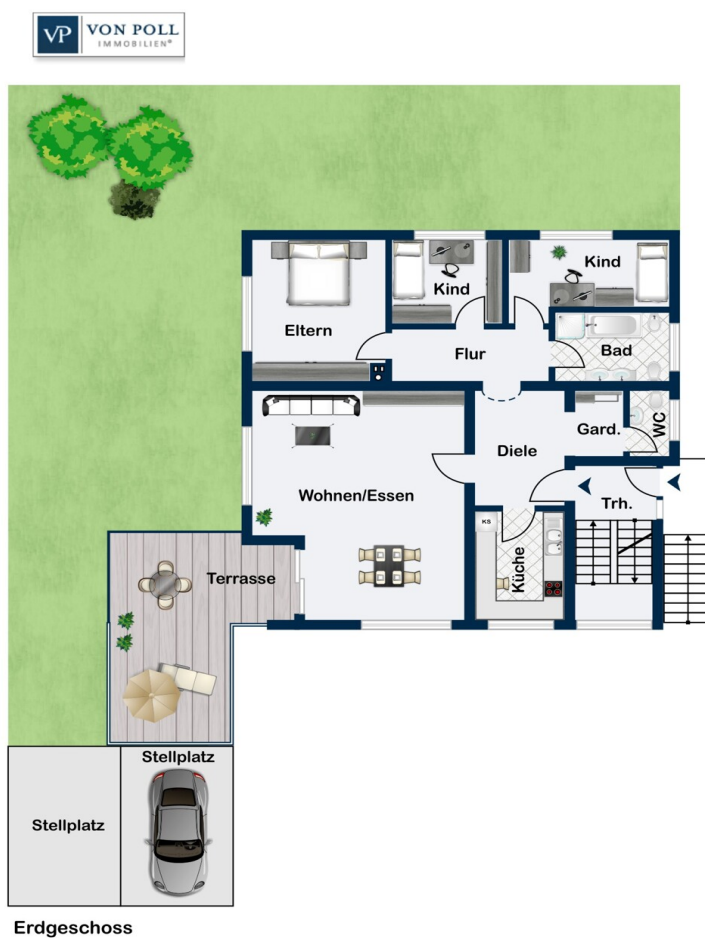 VP VON POLL
IMMOBILIEN®
Kind
Kind
Eltern
Flur
Bad
Gard.
WC
Diele
Wohnen/Essen
Trh.
KS
Küche
Terrasse
Stellplatz
Stellplatz
Erdgeschoss